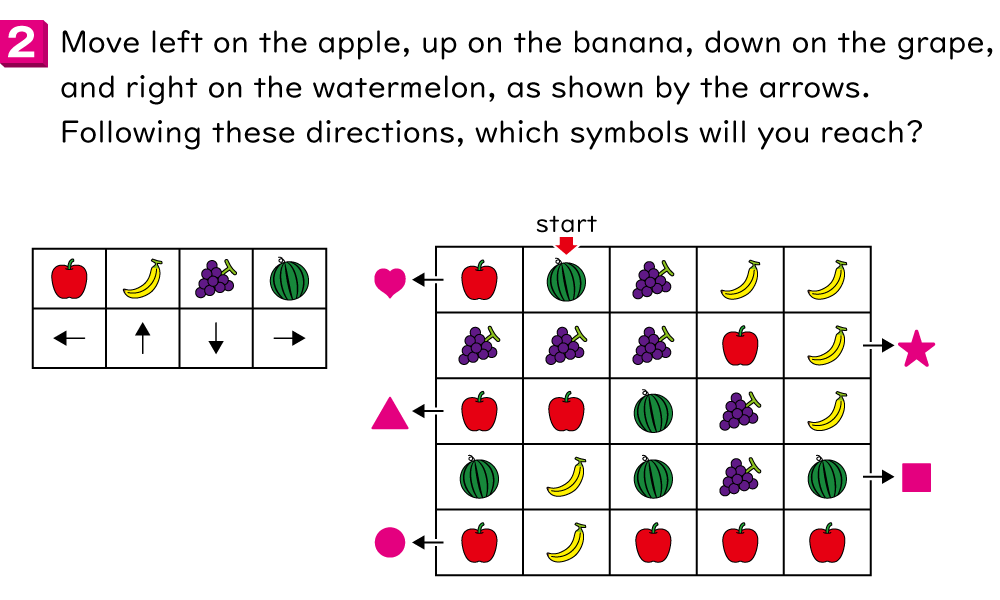 2 Move left on the apple, up on the banana, down on the grape,
and right on the watermelon, as shown by the arrows.
Following these directions, which symbols will you reach?
start